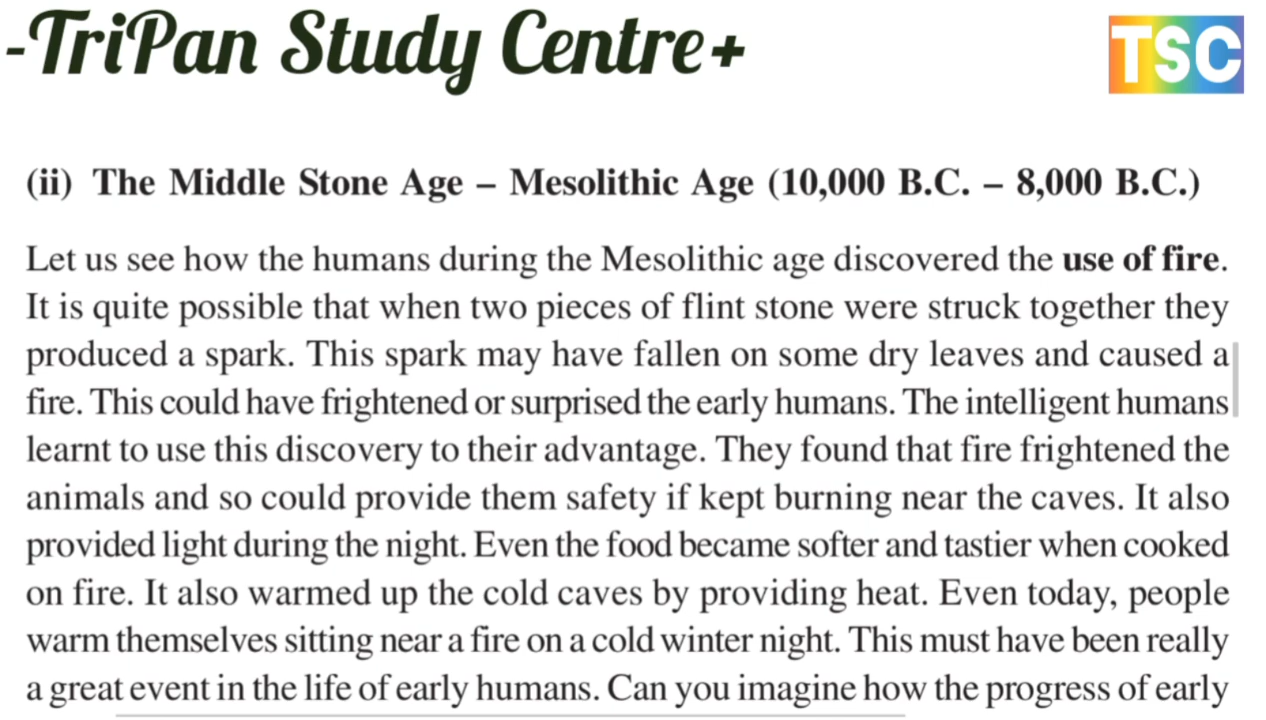 -TriPan Study Centre+
TSC
(ii) The Middle Stone Age – Mesolithic Age (10,000 B.C. – 8,000 B.C.)
Let us see how the humans during the Mesolithic age discovered the use of fire.
It is quite possible that when two pieces of flint stone were struck together they
produced a spark. This spark may have fallen on some dry leaves and caused a
fire. This could have frightened or surprised the early humans. The intelligent humans
learnt to use this discovery to their advantage. They found that fire frightened the
animals and so could provide them safety if kept burning near the caves. It also
provided light during the night. Even the food became softer and tastier when cooked
on fire. It also warmed up the cold caves by providing heat. Even today, people
warm themselves sitting near a fire on a cold winter night. This must have been really
a great event in the life of early humans. Can you imagine how the progress of early